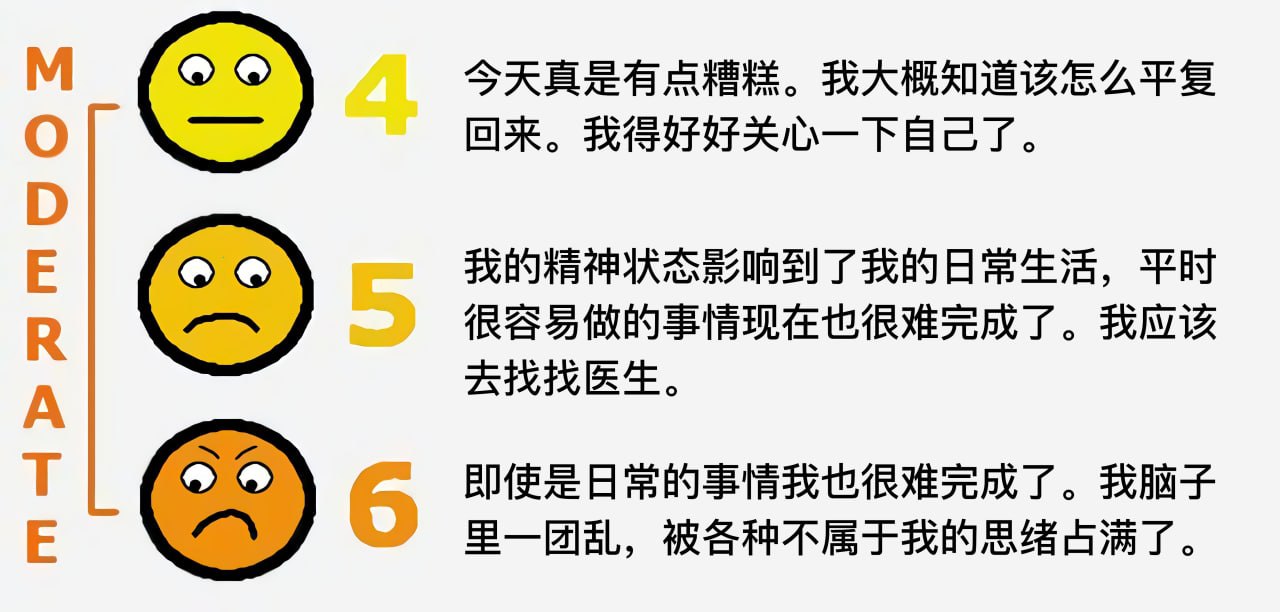 MODERATE
4
今天真是有点糟糕。我大概知道该怎么平复
回来。我得好好关心一下自己了。
5
我的精神状态影响到了我的日常生活，平时
很容易做的事情现在也很难完成了。我应该
去找找医生。
6
即使是日常的事情我也很难完成了。我脑子
里一团乱，被各种不属于我的思绪占满了。